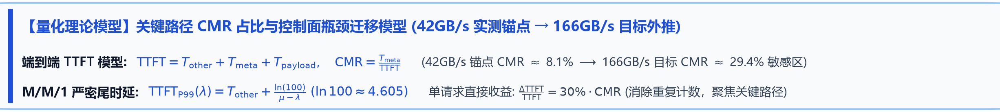 【量化理论模型】关键路径 CMR 占比与控制面瓶颈迁移模型 (42GB/s 实测锚点 → 166GB/s 目标外推)
端到端 TTFT 模型: TTFT = T_other + T_meta + T_payload, CMR = T_meta/TTFT (42GB/s 锚点 CMR ≈ 8.1% ⟶ 166GB/s 目标 CMR ≈ 29.4% 敏感区)
M/M/1 严密尾时延: TTFT_P99(λ) = T_other + ln(100)/(μ − λ) (ln 100 ≈ 4.605) 单请求直接收益: ΔTTFT/TTFT = 30% · CMR (消除重复计数，聚焦关键路径)